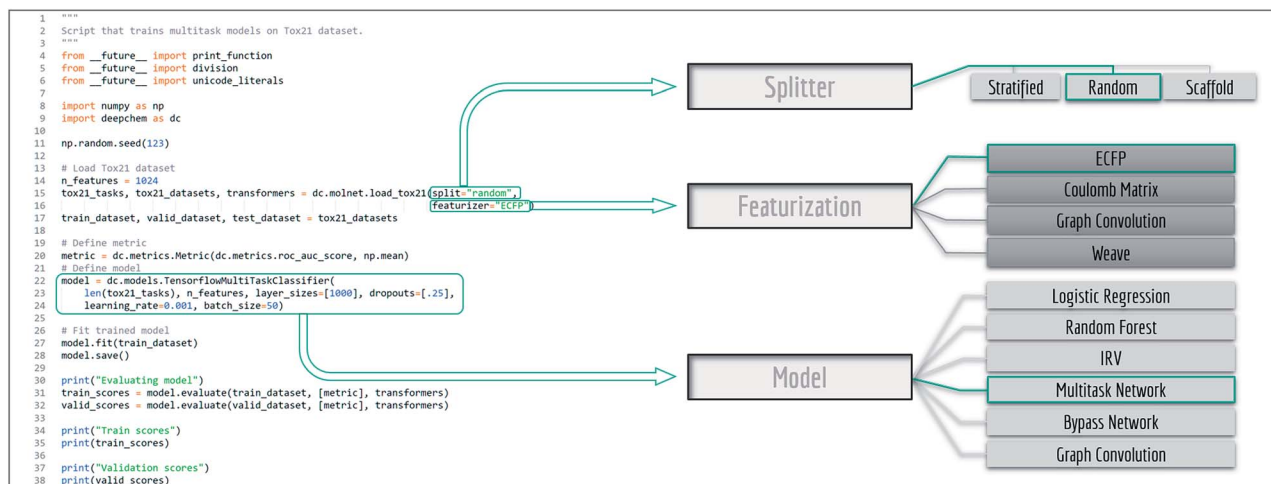 1 """
2 Script that trains multitask models on Tox21 dataset.
3 """
4 from __future__ import print_function
5 from __future__ import division
6 from __future__ import unicode_literals
7
8 import numpy as np
9 import deepchem as dc
10
11 np.random.seed(123)
12
13 # Load Tox21 dataset
14 n_features = 1024
15 tox21_tasks, tox21_datasets, transformers = dc.molnet.load_tox21(split="random",
16 featurizer="ECFP")
17 train_dataset, valid_dataset, test_dataset = tox21_datasets
18
19 # Define metric
20 metric = dc.metrics.Metric(dc.metrics.roc_auc_score, np.mean)
21 # Define model
22 model = dc.models.TensorflowMultiTaskClassifier(
23 len(tox21_tasks), n_features, layer_sizes=[1000], dropouts=[.25],
24 learning_rate=0.001, batch_size=50)
25
26 # Fit trained model
27 model.fit(train_dataset)
28 model.save()
29
30 print("Evaluating model")
31 train_scores = model.evaluate(train_dataset, [metric], transformers)
32 valid_scores = model.evaluate(valid_dataset, [metric], transformers)
33
34 print("Train scores")
35 print(train_scores)
36
37 print("Validation scores")
38 print(valid_scores)
Splitter
Stratified
Random
Scaffold
Featurization
ECFP
Coulomb Matrix
Graph Convolution
Weave
Model
Logistic Regression
Random Forest
IRV
Multitask Network
Bypass Network
Graph Convolution